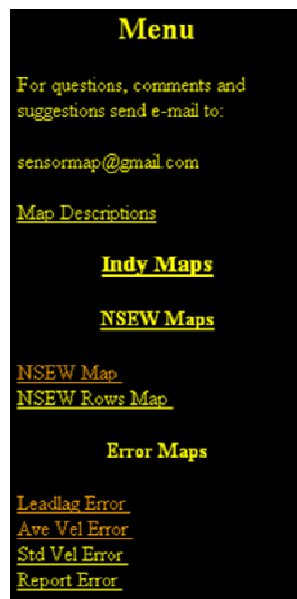 Menu
For questions, comments and
suggestions send e-mail to:
sensormap@gmail.com
Map Descriptions
Indy Maps
NSEW Maps
NSEW Map
NSEW Rows Map
Error Maps
Leadlag Error
Ave Vel Error
Std Vel Error
Report Error